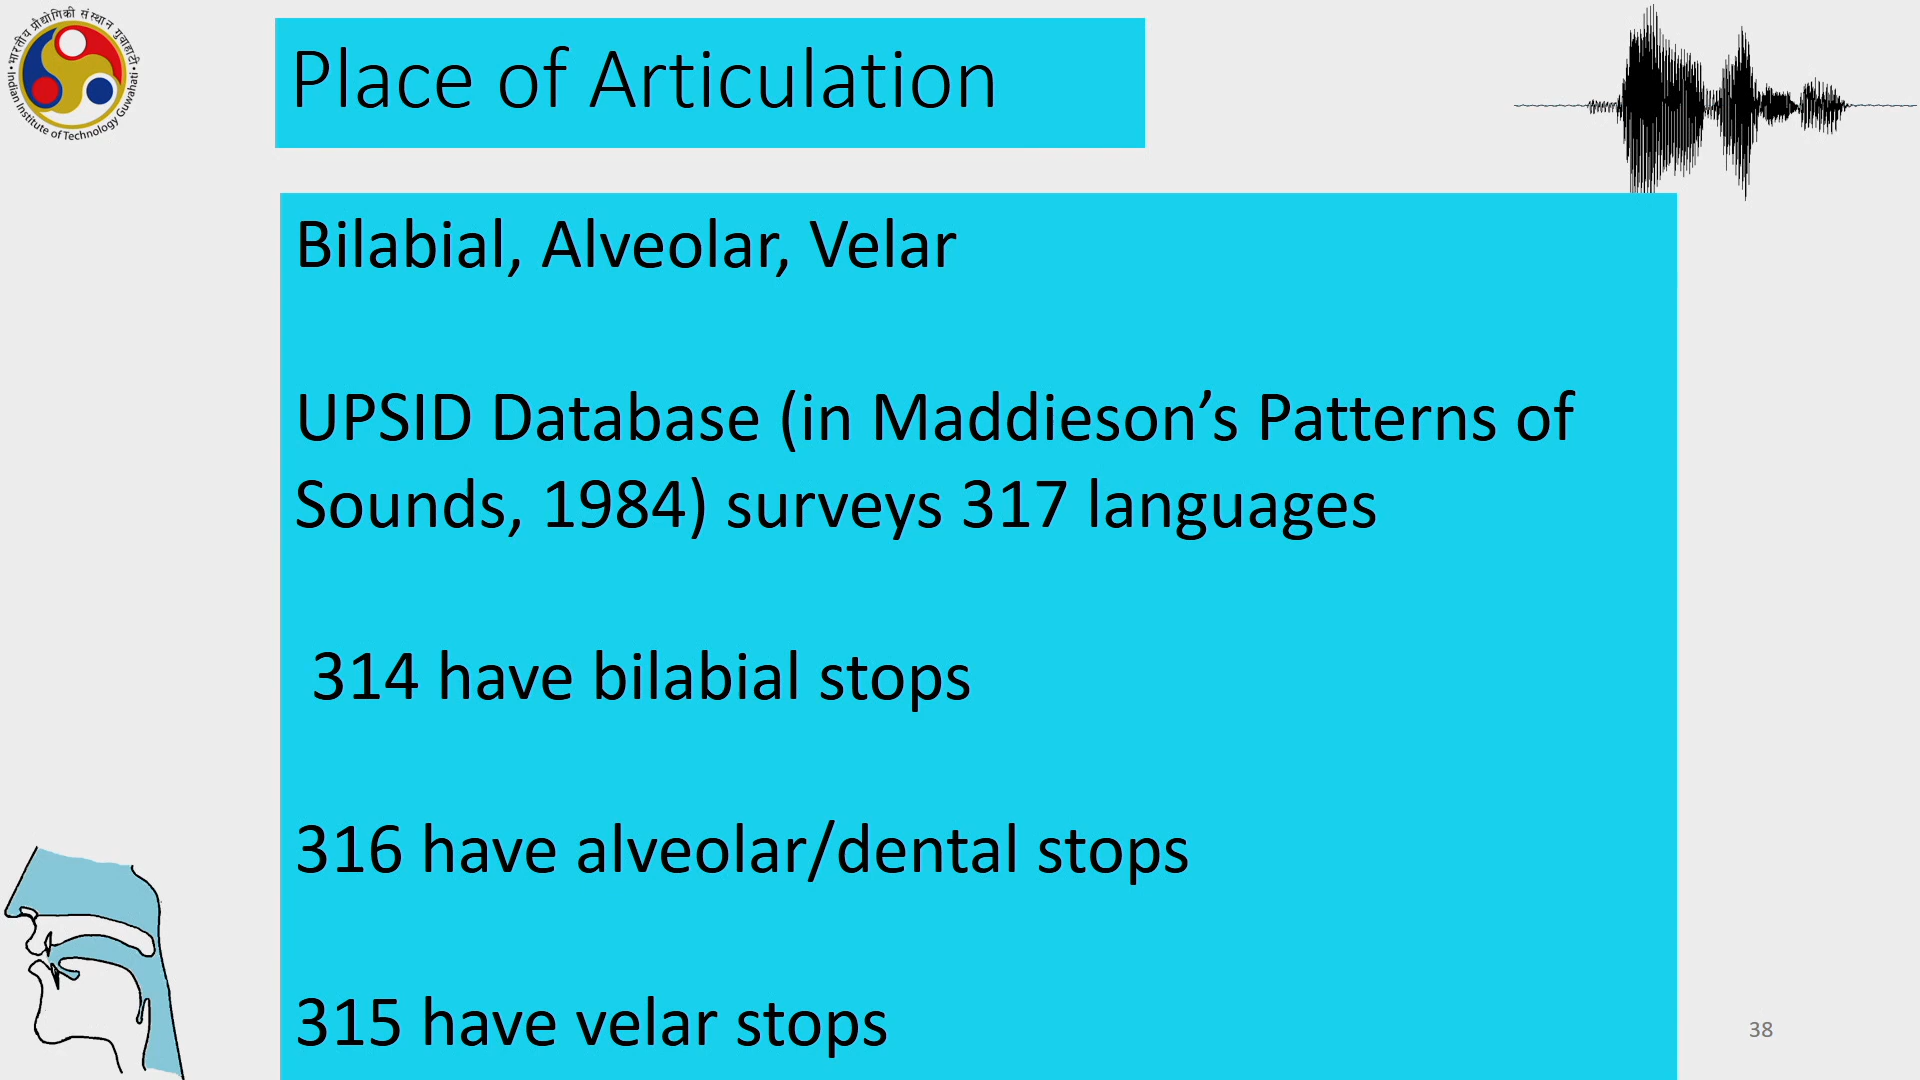 भारतीय प्रौद्योगिकी संस्थान गुवाहाटी
Indian Institute of Technology Guwahati
Place of Articulation
Bilabial, Alveolar, Velar
UPSID Database (in Maddieson’s Patterns of
Sounds, 1984) surveys 317 languages
314 have bilabial stops
316 have alveolar/dental stops
315 have velar stops
38